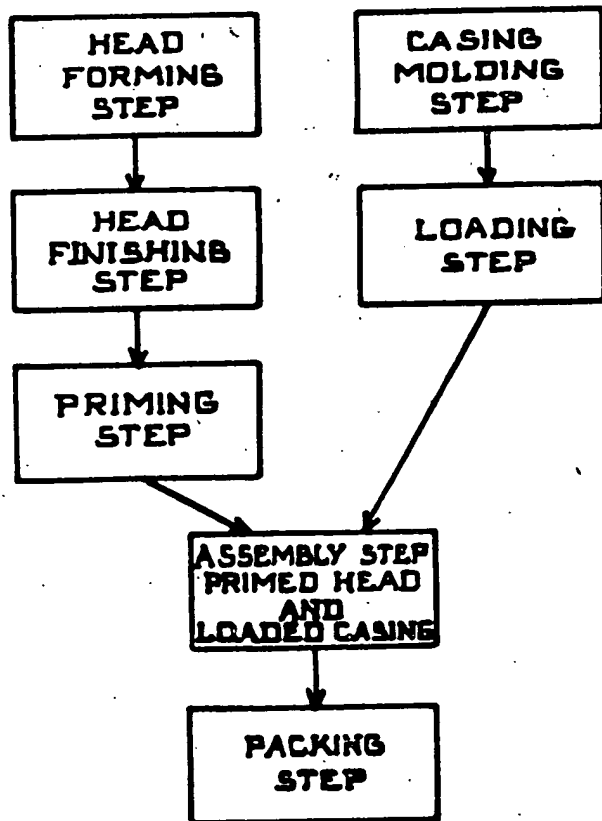 HEAD
FORMING
STEP
CASING
MOLDING
STEP
HEAD
FINISHING
STEP
LOADING
STEP
PRIMING
STEP
ASSEMBLY STEP
PRIMED HEAD
AND
LOADED CASING
PACKING
STEP